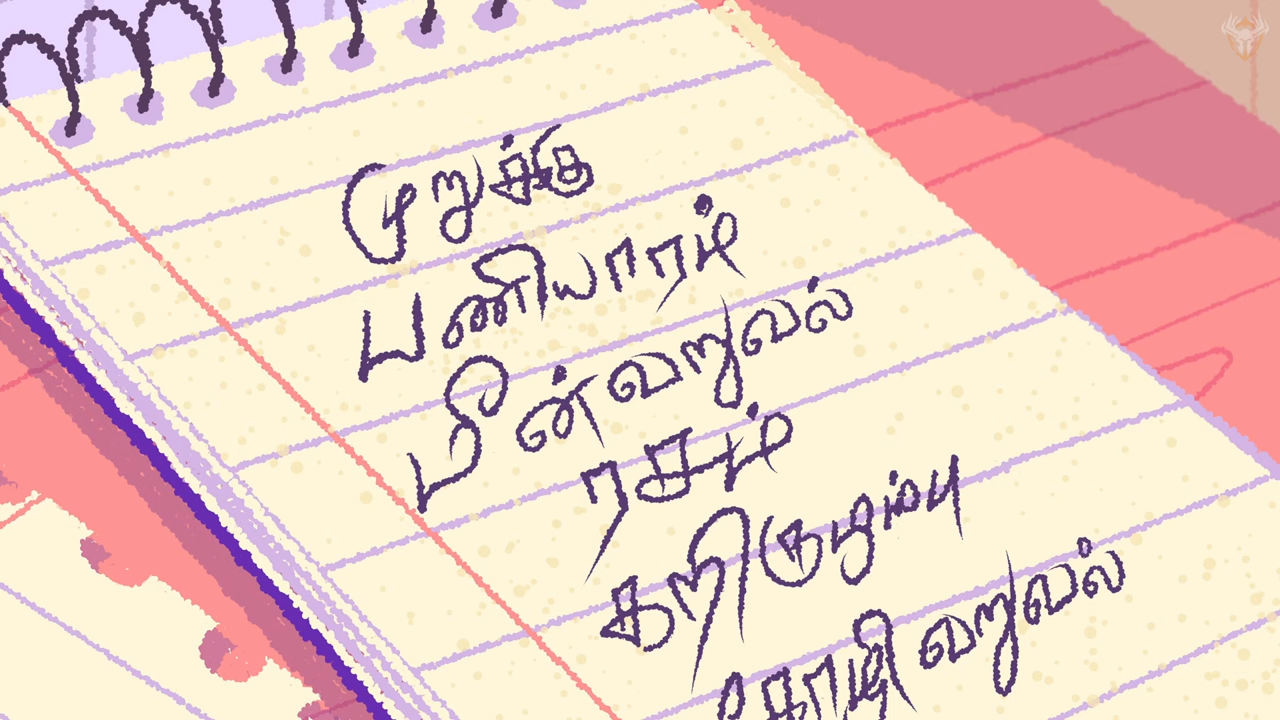 முறுக்கு
பணியாரம்
மீன் வறுவல்
ரசம்
கறிகுழம்பு
கோழி வறுவல்